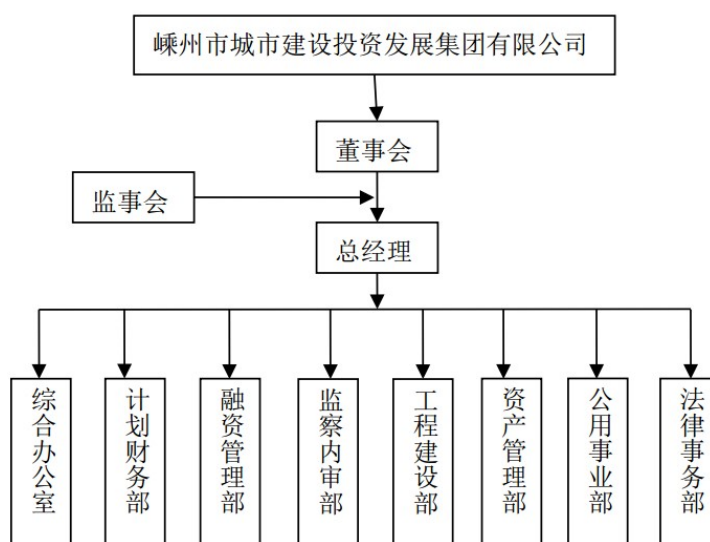 嵊州市城市建设投资发展集团有限公司
董事会
监事会
总经理
综合办公室
计划财务部
融资管理部
监察内审部
工程建设部
资产管理部
公用事业部
法律事务部